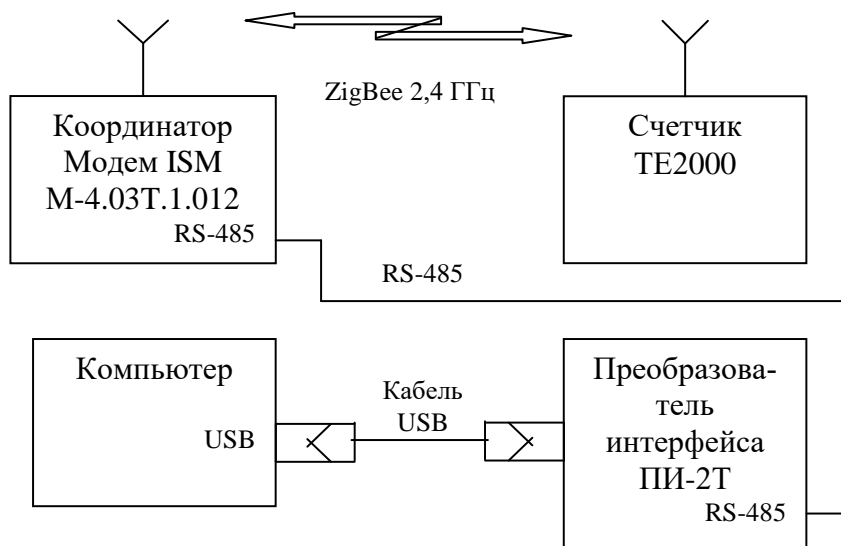 ZigBee 2,4 ГГц
Координатор
Модем ISM
М-4.03Т.1.012
RS-485
Счетчик
ТЕ2000
RS-485
Компьютер
USB
Кабель
USB
Преобразова-
тель
интерфейса
ПИ-2Т
RS-485